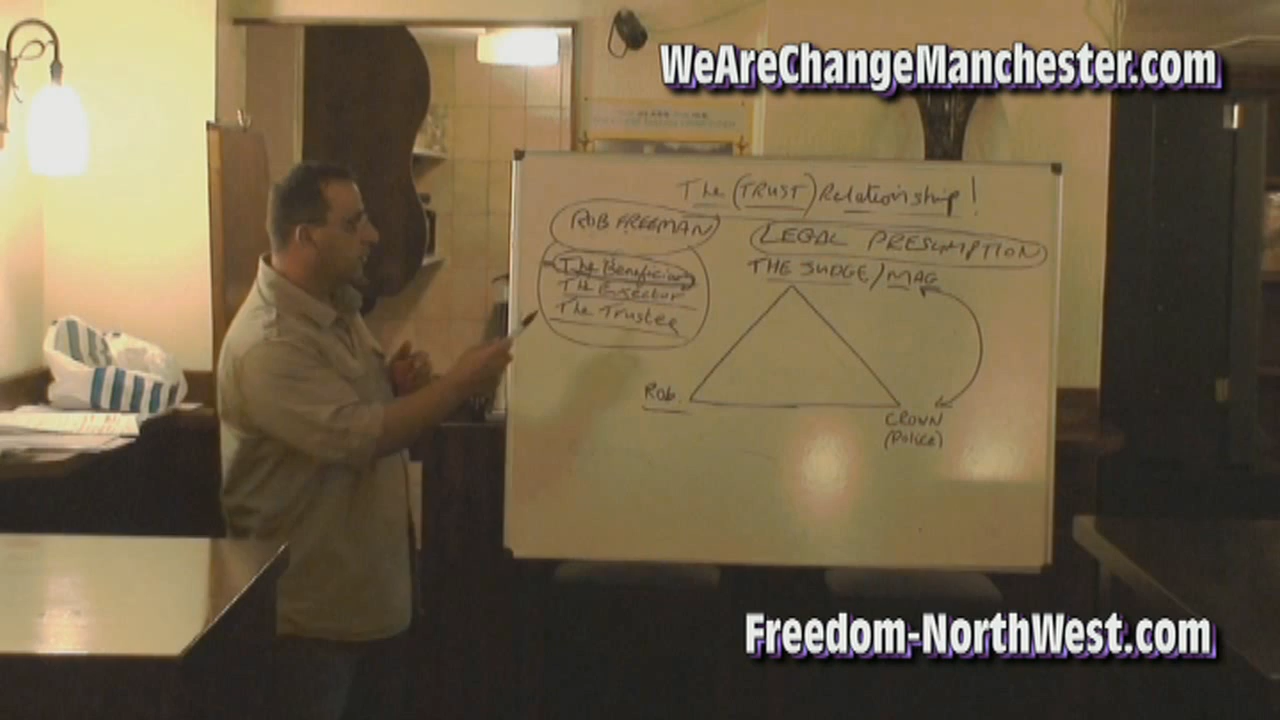 WeAreChangeManchester.com
The (TRUST) Relationship!
ROB FREEMAN
LEGAL PRESUMPTION
The Beneficiary
The Executor
The Trustee
THE JUDGE/MAG
Rob.
CROWN
(Police)
Freedom-NorthWest.com